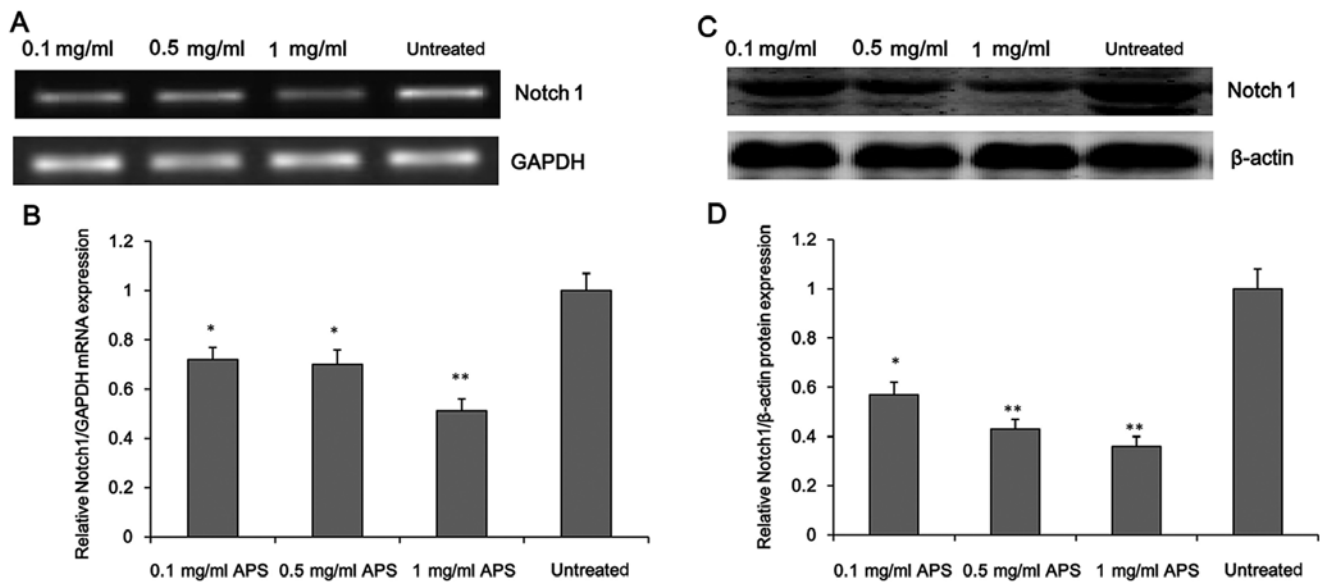 A
0.1 mg/ml 0.5 mg/ml 1 mg/ml Untreated
Notch 1
GAPDH
B
Relative Notch1/GAPDH mRNA expression
1.2
1
0.8
0.6
0.4
0.2
0
*
*
**
0.1 mg/ml APS 0.5 mg/ml APS 1 mg/ml APS Untreated
C
0.1 mg/ml 0.5 mg/ml 1 mg/ml Untreated
Notch 1
β-actin
D
Relative Notch1/β-actin protein expression
1.2
1
0.8
0.6
0.4
0.2
0
*
**
**
0.1 mg/ml APS 0.5 mg/ml APS 1 mg/ml APS Untreated